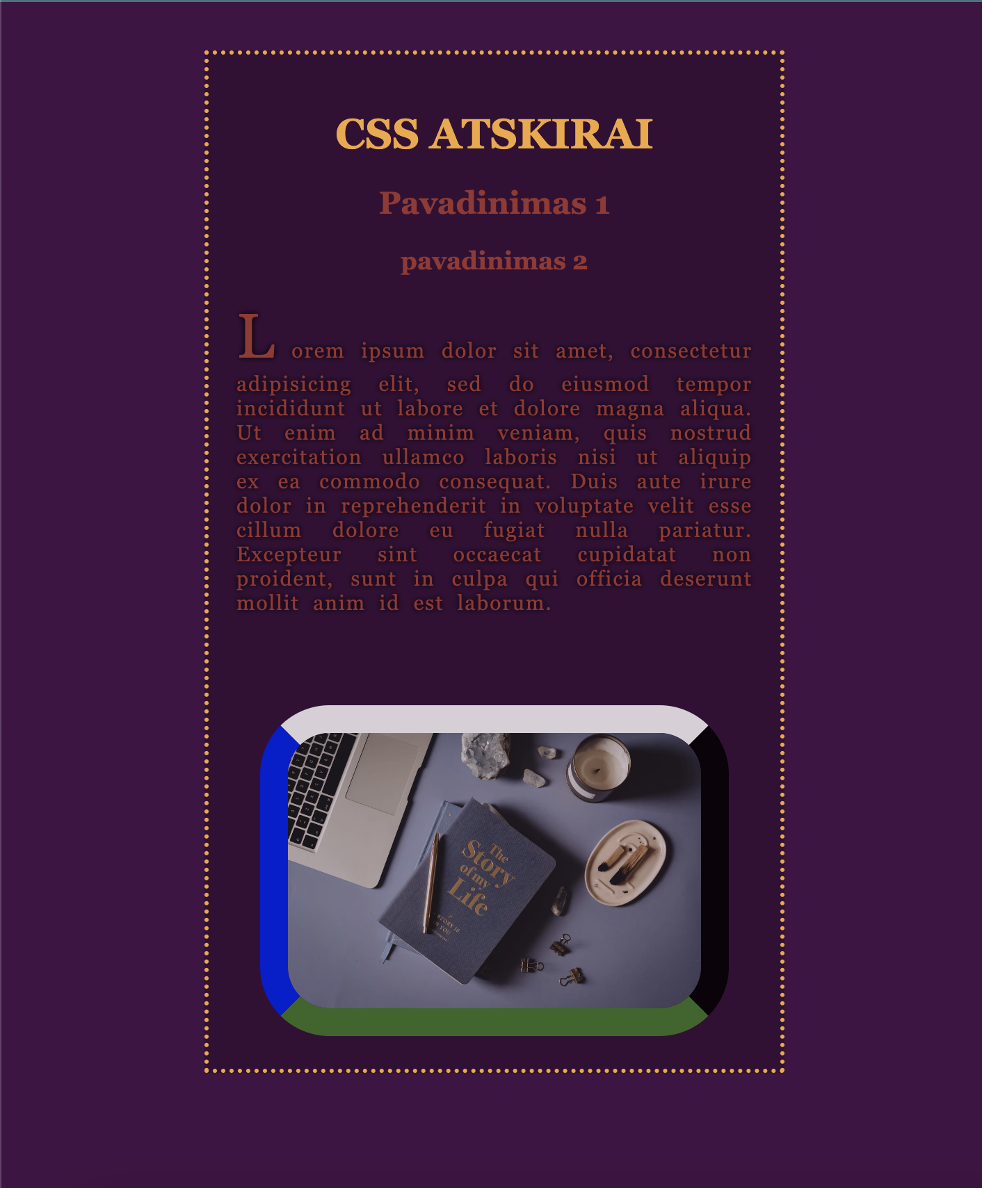 CSS ATSKIRAI
Pavadinimas 1
pavadinimas 2
Lorem ipsum dolor sit amet, consectetur
adipisicing elit, sed do eiusmod tempor
incididunt ut labore et dolore magna aliqua.
Ut enim ad minim veniam, quis nostrud
exercitation ullamco laboris nisi ut aliquip
ex ea commodo consequat. Duis aute irure
dolor in reprehenderit in voluptate velit esse
cillum dolore eu fugiat nulla pariatur.
Excepteur sint occaecat cupidatat non
proident, sunt in culpa qui officia deserunt
mollit anim id est laborum.
The
Story
of my
Life